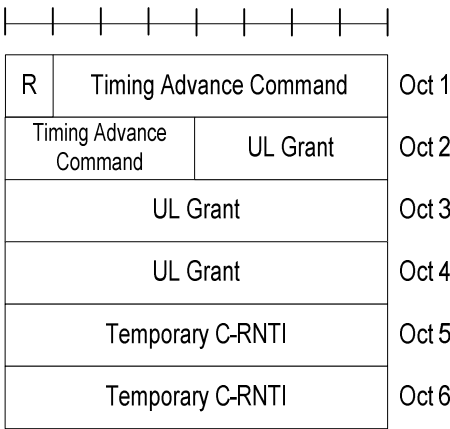 R Timing Advance Command Oct 1
Timing Advance
Command UL Grant Oct 2
UL Grant Oct 3
UL Grant Oct 4
Temporary C-RNTI Oct 5
Temporary C-RNTI Oct 6